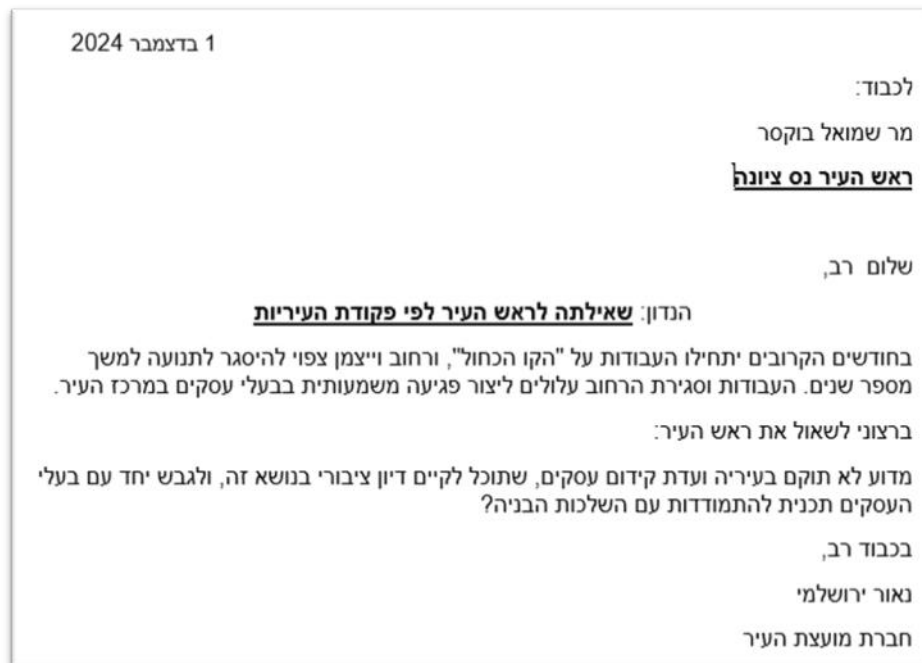 1 בדצמבר 2024
לכבוד:
מר שמואל בוקסר
ראש העיר נס ציונה
שלום רב,
הנדון: שאילתה לראש העיר לפי פקודת העיריות
בחודשים הקרובים יתחילו העבודות על "הקו הכחול", ורחוב וייצמן צפוי להיסגר לתנועה למשך
מספר שנים. העבודות וסגירת הרחוב עלולים ליצור פגיעה משמעותית בבעלי עסקים במרכז העיר.
ברצוני לשאול את ראש העיר:
מדוע לא תוקם בעיריה ועדת קידום עסקים, שתוכל לקיים דיון ציבורי בנושא זה, ולגבש יחד עם בעלי
העסקים תכנית להתמודדות עם השלכות הבניה?
בכבוד רב,
נאור ירושלמי
חברת מועצת העיר